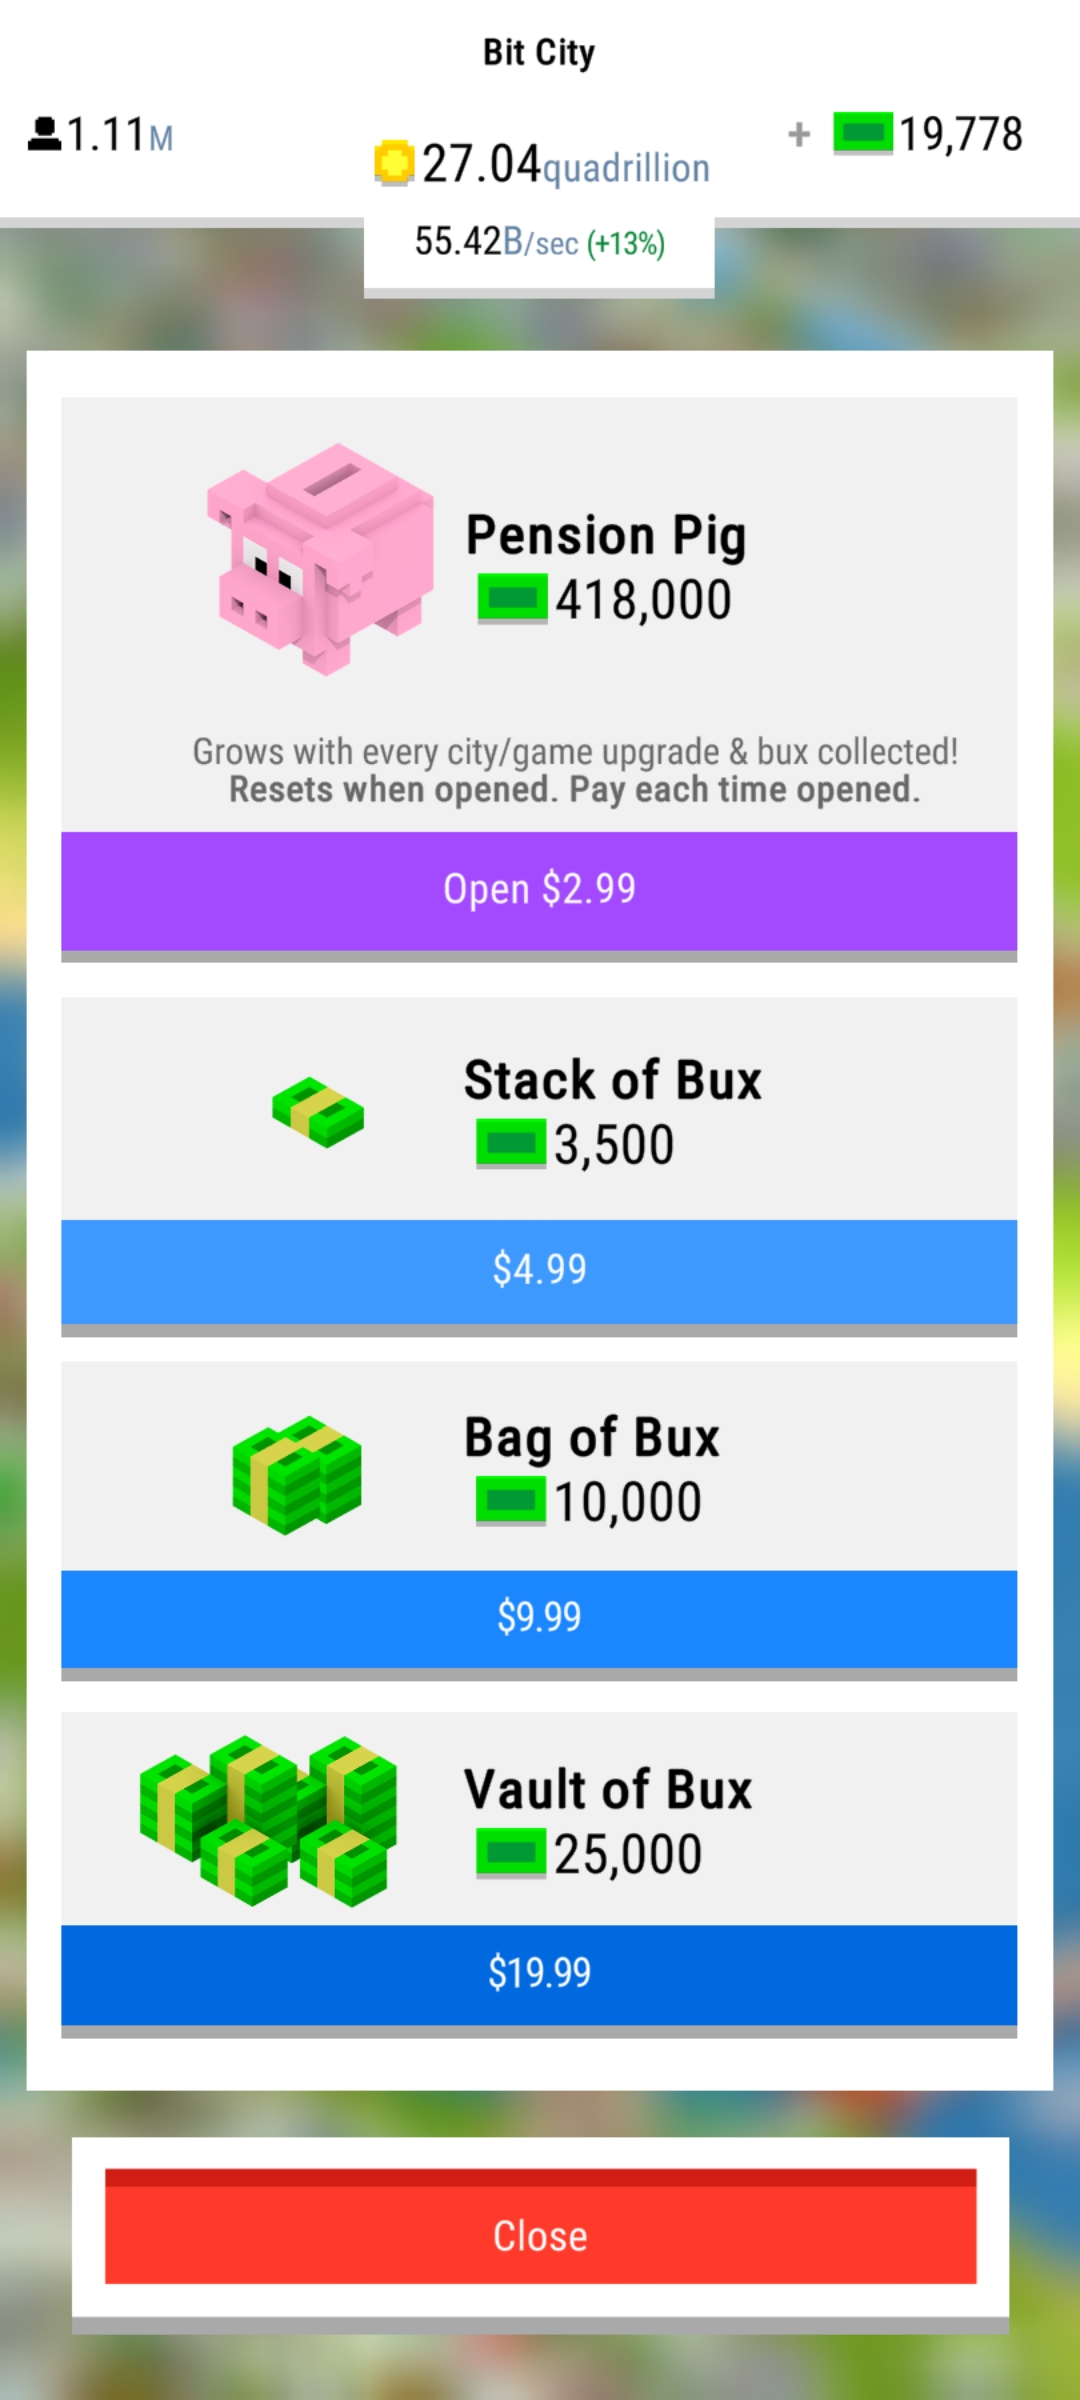 Bit City
1.11M
27.04quadrillion
+ 19,778
55.42B/sec (+13%)
Pension Pig
418,000
Grows with every city/game upgrade & bux collected!
Resets when opened. Pay each time opened.
Open $2.99
Stack of Bux
3,500
$4.99
Bag of Bux
10,000
$9.99
Vault of Bux
25,000
$19.99
Close